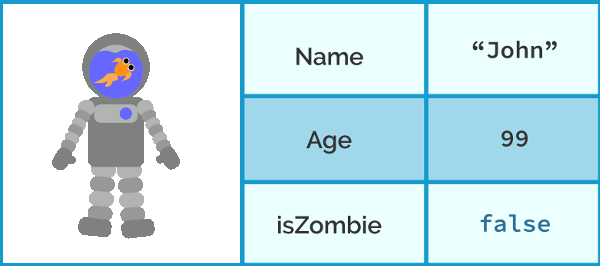 Name
“John”
Age
99
isZombie
false